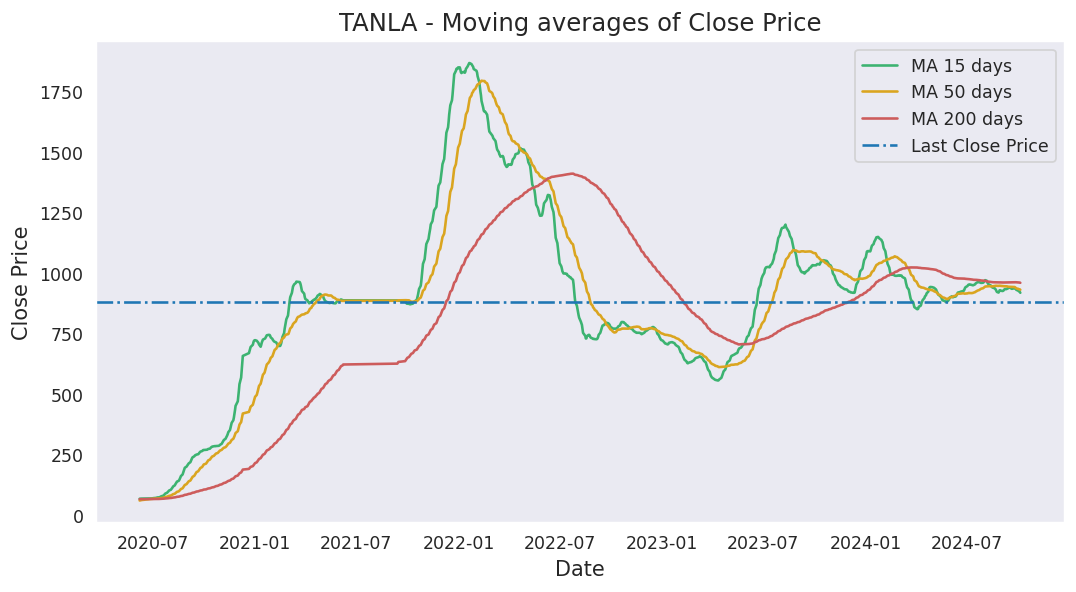 TANLA - Moving averages of Close Price
MA 15 days
MA 50 days
MA 200 days
Last Close Price
Close Price
1750
1500
1250
1000
750
500
250
0
2020-07 2021-01 2021-07 2022-01 2022-07 2023-01 2023-07 2024-01 2024-07
Date